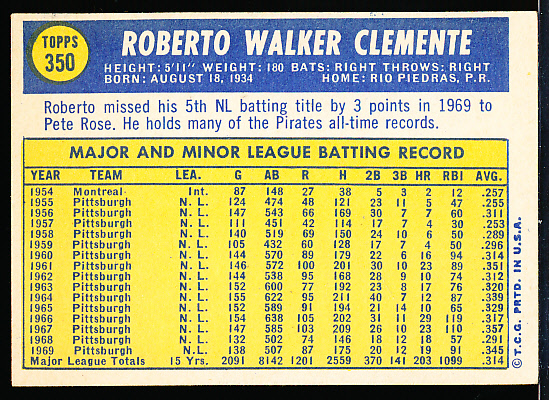 TOPPS
350
ROBERTO WALKER CLEMENTE
HEIGHT: 5'11" WEIGHT: 180 BATS: RIGHT THROWS: RIGHT
BORN: AUGUST 18, 1934 HOME: RIO PIEDRAS, P.R.
Roberto missed his 5th NL batting title by 3 points in 1969 to
Pete Rose. He holds many of the Pirates all-time records.
MAJOR AND MINOR LEAGUE BATTING RECORD
YEAR TEAM LEA. G AB R H 2B 3B HR RBI AVG.
1954 Montreal Int. 87 148 27 38 5 3 2 12 .257
1955 Pittsburgh N. L. 124 474 48 121 23 11 5 47 .255
1956 Pittsburgh N. L. 147 543 66 169 30 7 7 60 .311
1957 Pittsburgh N. L. 111 451 42 114 17 7 4 30 .253
1958 Pittsburgh N. L. 140 519 69 150 24 10 6 50 .289
1959 Pittsburgh N. L. 105 432 60 128 17 7 4 50 .296
1960 Pittsburgh N. L. 144 570 89 179 22 6 16 94 .314
1961 Pittsburgh N. L. 146 572 100 201 30 10 23 89 .351
1962 Pittsburgh N. L. 144 538 95 168 28 9 10 74 .312
1963 Pittsburgh N. L. 152 600 77 192 23 8 17 76 .320
1964 Pittsburgh N. L. 155 622 95 211 40 7 12 87 .339
1965 Pittsburgh N. L. 152 589 91 194 21 14 10 65 .329
1966 Pittsburgh N. L. 154 638 105 202 31 11 29 119 .317
1967 Pittsburgh N. L. 147 585 103 209 26 10 23 110 .357
1968 Pittsburgh N. L. 132 502 74 146 18 12 18 57 .291
1969 Pittsburgh N. L. 138 507 87 175 20 12 19 91 .345
Major League Totals 15 Yrs. 2091 8142 1201 2559 370 141 203 1099 .314
© T.C.G. PRTD. IN U.S.A.